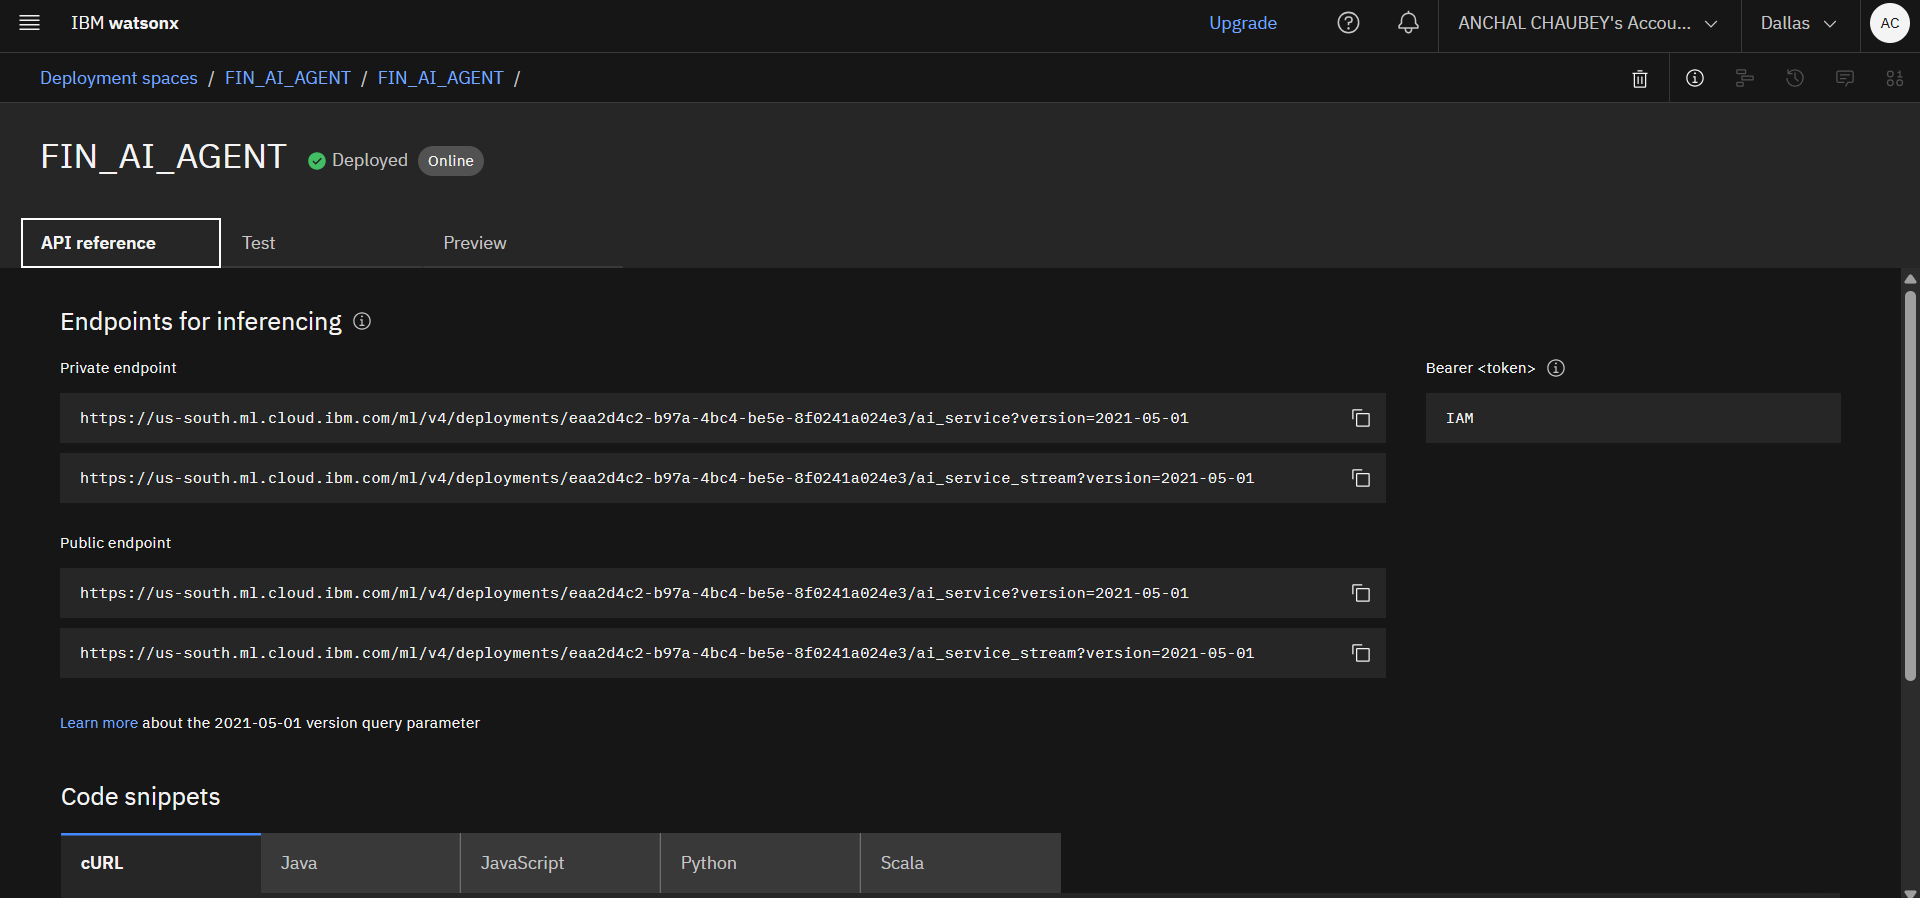 IBM watsonx
Upgrade
ANCHAL CHAUBEY's Accou...
Dallas
AC
Deployment spaces / FIN_AI_AGENT / FIN_AI_AGENT /
FIN_AI_AGENT
Deployed
Online
API reference
Test
Preview
Endpoints for inferencing
Private endpoint
Bearer <token>
https://us-south.ml.cloud.ibm.com/ml/v4/deployments/eaa2d4c2-b97a-4bc4-be5e-8f0241a024e3/ai_service?version=2021-05-01
IAM
https://us-south.ml.cloud.ibm.com/ml/v4/deployments/eaa2d4c2-b97a-4bc4-be5e-8f0241a024e3/ai_service_stream?version=2021-05-01
Public endpoint
https://us-south.ml.cloud.ibm.com/ml/v4/deployments/eaa2d4c2-b97a-4bc4-be5e-8f0241a024e3/ai_service?version=2021-05-01
https://us-south.ml.cloud.ibm.com/ml/v4/deployments/eaa2d4c2-b97a-4bc4-be5e-8f0241a024e3/ai_service_stream?version=2021-05-01
Learn more about the 2021-05-01 version query parameter
Code snippets
cURL
Java
JavaScript
Python
Scala